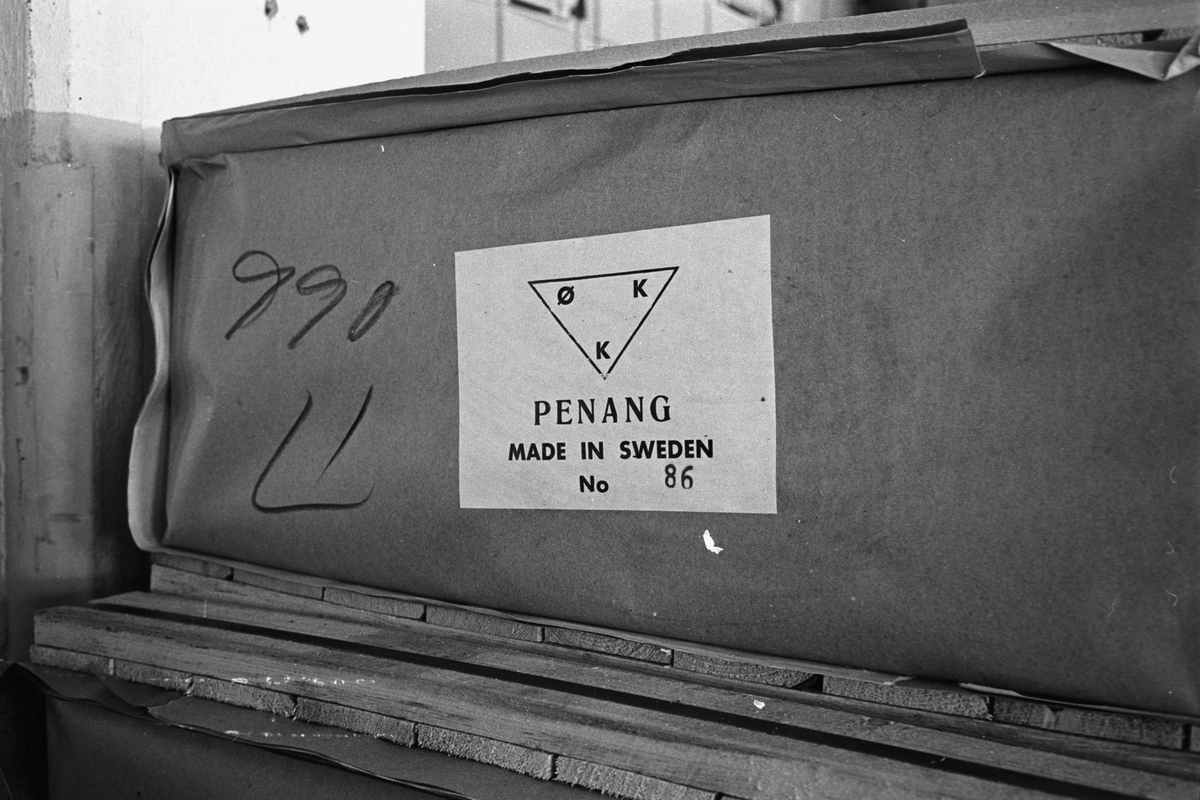 990
Ø K
K
PENANG
MADE IN SWEDEN
No 86